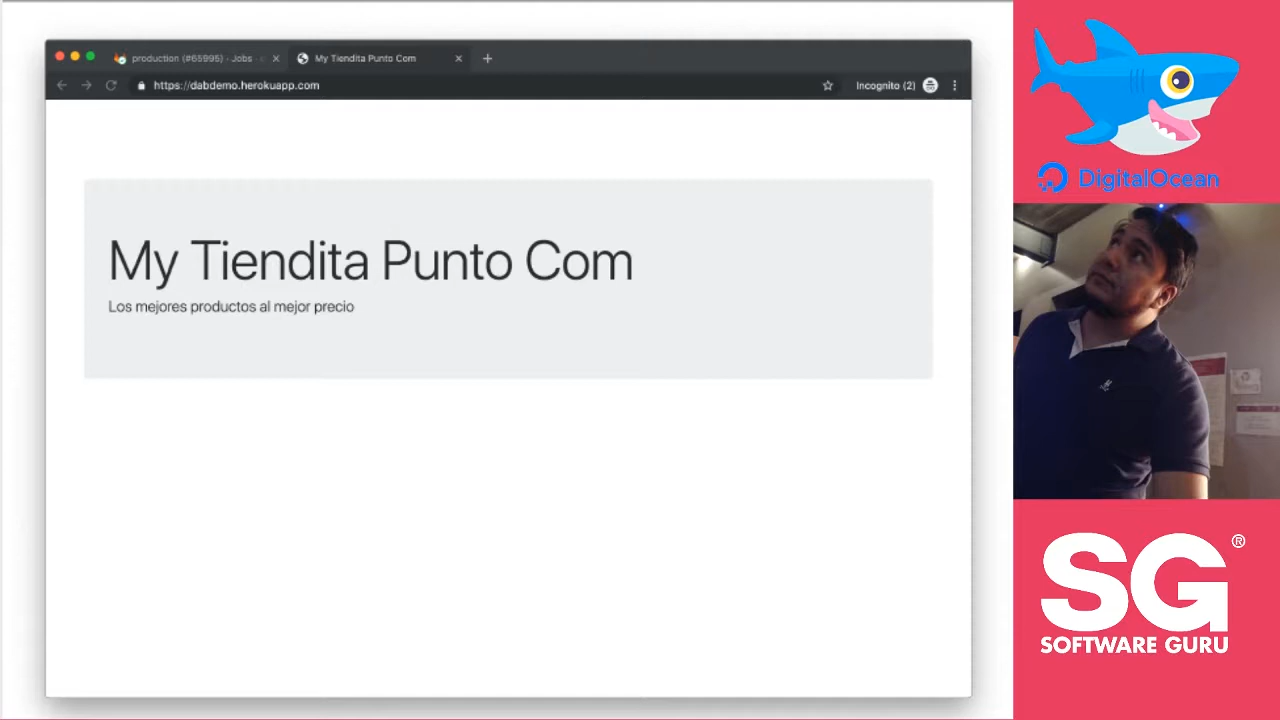 production (#65995) - Jobs
My Tiendita Punto Com
https://dabdemo.herokuapp.com
Incognito (2)
My Tiendita Punto Com
Los mejores productos al mejor precio
DigitalOcean
SG®
SOFTWARE GURU